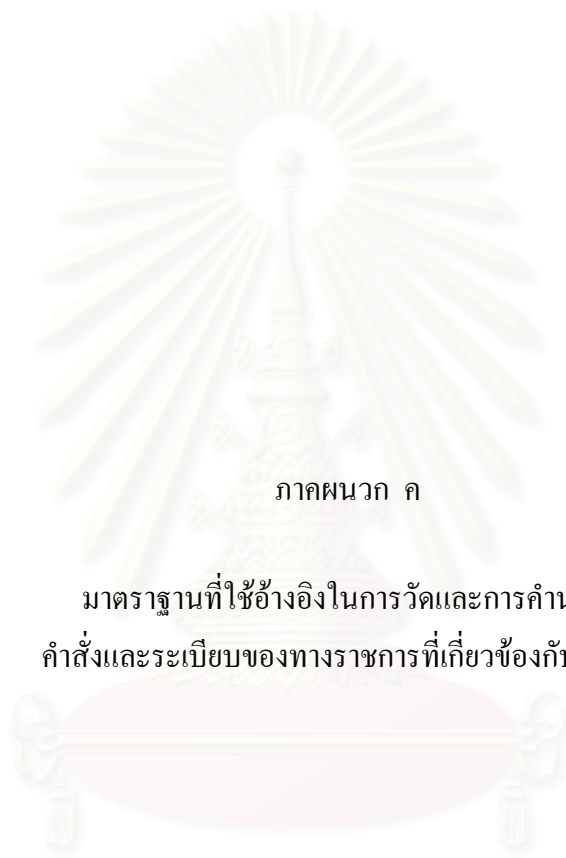 ภาคผนวก ค
มาตราฐานที่ใช้อ้างอิงในการวัดและการคำน
คำสั่งและระเบียบของทางราชการที่เกี่ยวข้องกับ